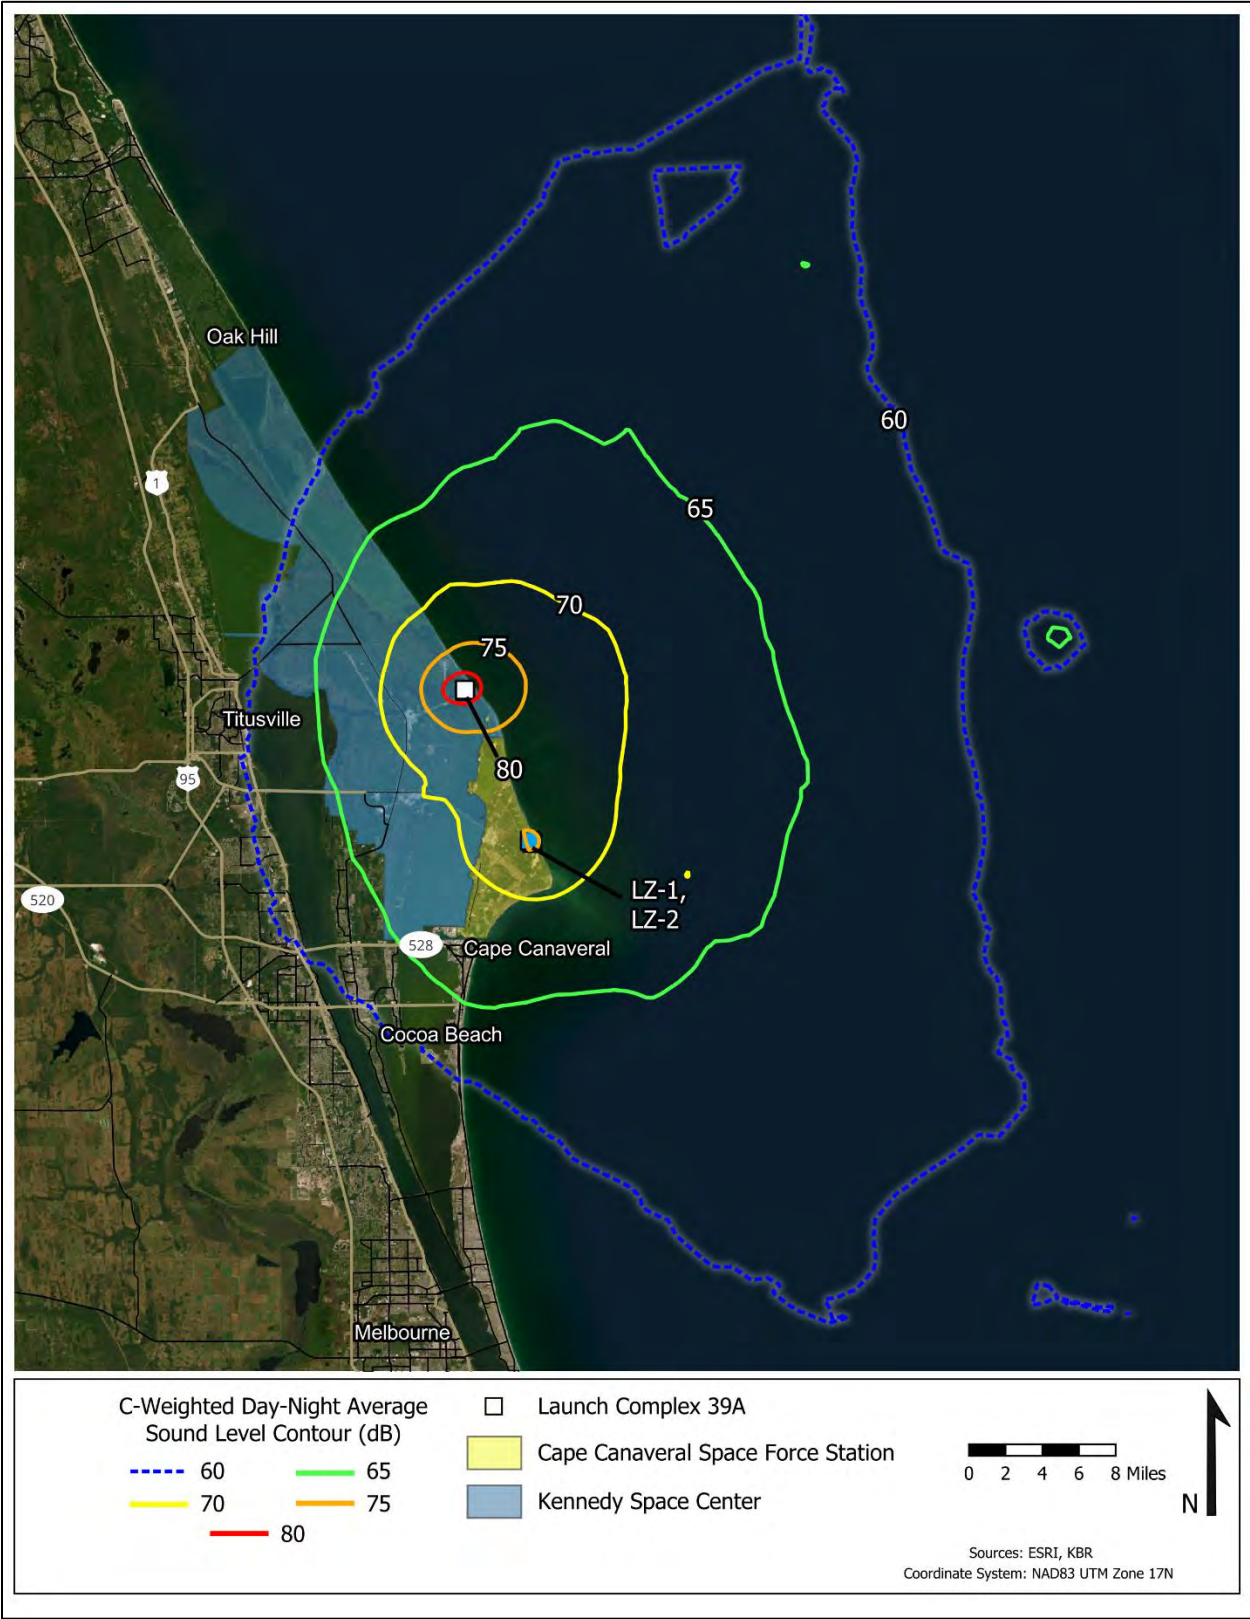 Oak Hill
1
60
65
70
75
Titusville
80
95
LZ-1,
LZ-2
520
528
Cape Canaveral
Cocoa Beach
Melbourne
C-Weighted Day-Night Average
Sound Level Contour (dB)
60
65
70
75
80
Launch Complex 39A
Cape Canaveral Space Force Station
Kennedy Space Center
0 2 4 6 8 Miles
N
Sources: ESRI, KBR
Coordinate System: NAD83 UTM Zone 17N